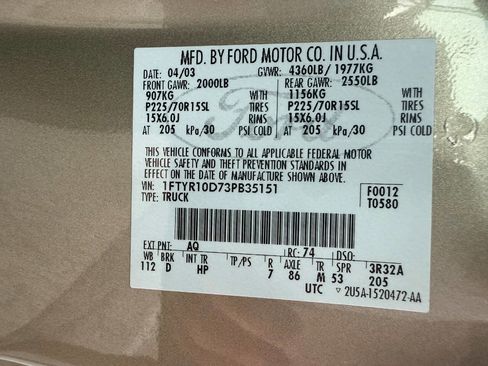 MFD. BY FORD MOTOR CO. IN U.S.A.
DATE: 04/03 GVWR: 4360LB/ 1977KG
FRONT GAWR: 2000LB REAR GAWR: 2550LB
907KG WITH 1156KG WITH
P225/70R15SL TIRES P225/70R15SL TIRES
15X6.0J RIMS 15X6.0J RIMS
AT 205 kPa/30 PSI COLD AT 205 kPa/30 PSI COLD
THIS VEHICLE CONFORMS TO ALL APPLICABLE FEDERAL MOTOR
VEHICLE SAFETY AND THEFT PREVENTION STANDARDS IN
EFFECT ON THE DATE OF MANUFACTURE SHOWN ABOVE.
VIN: 1FTYR10D73PB35151 F0012
TYPE: TRUCK T0580
Ford
EXT PNT: AQ RC: 74 DSO:
WB BRK INT TR TP/PS R AXLE TR SPR 3R32A
112 D HP 7 86 M 53 205
UTC 2U5A-1520472-AA